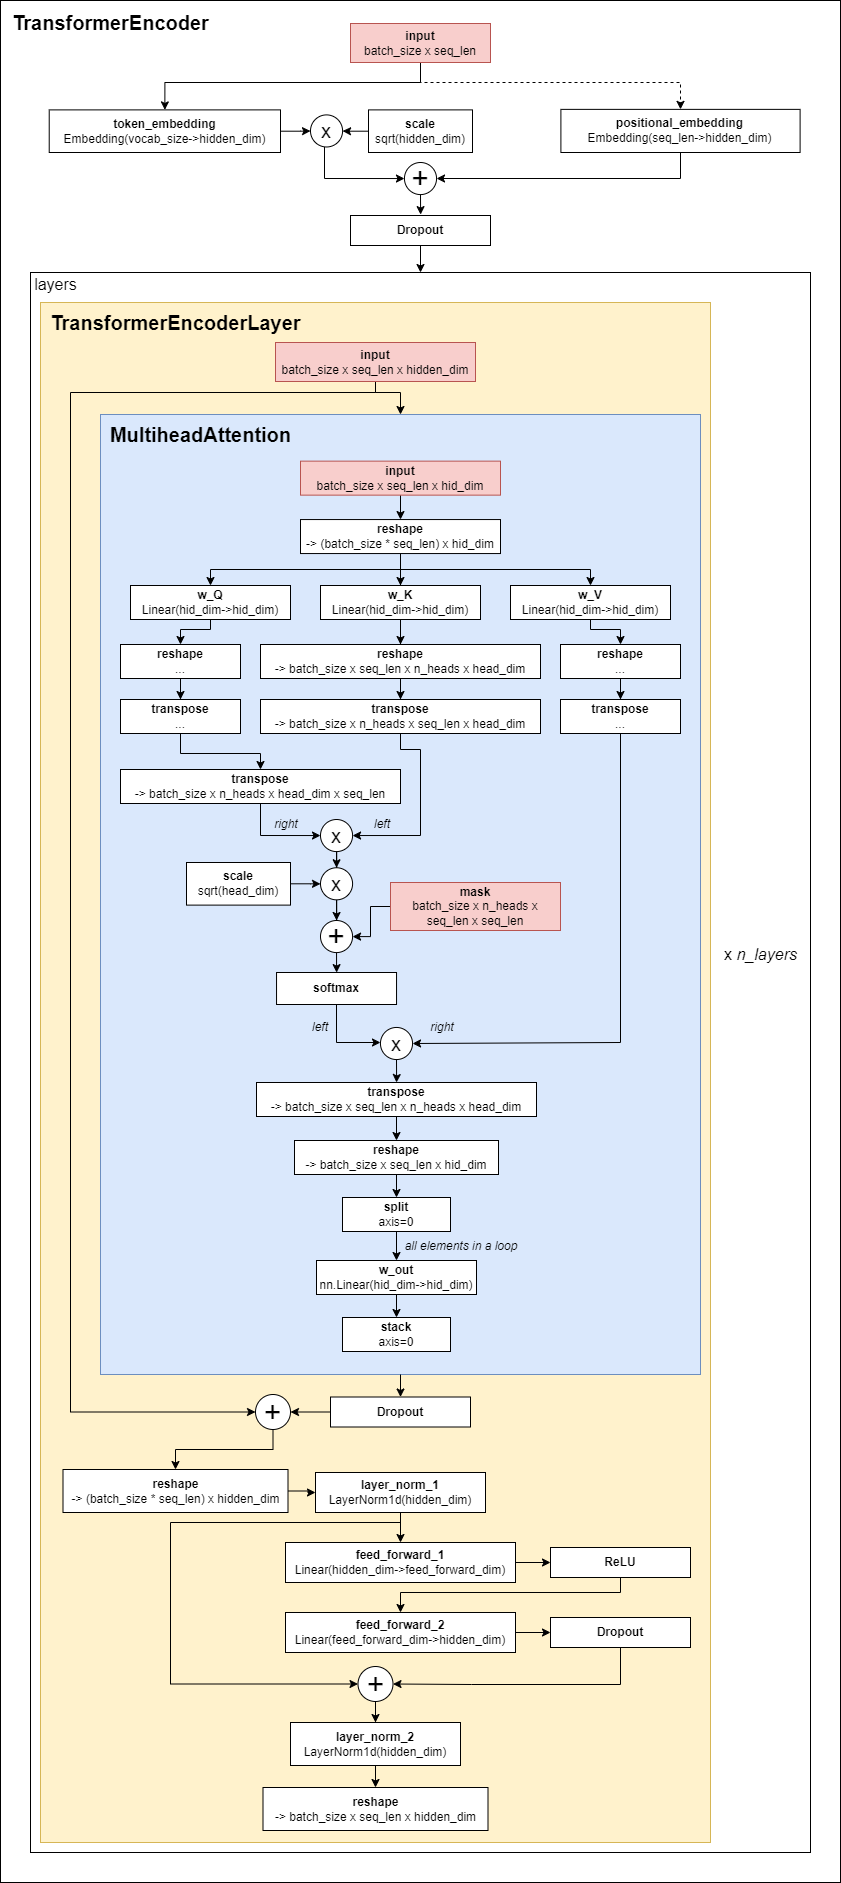 TransformerEncoder
input
batch_size x seq_len
token_embedding
Embedding(vocab_size->hidden_dim)
x
scale
sqrt(hidden_dim)
positional_embedding
Embedding(seq_len->hidden_dim)
+
Dropout
layers
TransformerEncoderLayer
input
batch_size x seq_len x hidden_dim
MultiheadAttention
input
batch_size x seq_len x hid_dim
reshape
-> (batch_size * seq_len) x hid_dim
w_Q
Linear(hid_dim->hid_dim)
w_K
Linear(hid_dim->hid_dim)
w_V
Linear(hid_dim->hid_dim)
reshape
...
reshape
-> batch_size x seq_len x n_heads x head_dim
reshape
...
transpose
...
transpose
-> batch_size x n_heads x seq_len x head_dim
transpose
...
transpose
-> batch_size x n_heads x head_dim x seq_len
right
left
x
scale
sqrt(head_dim)
x
mask
batch_size x n_heads x
seq_len x seq_len
+
x n_layers
softmax
left
right
x
transpose
-> batch_size x seq_len x n_heads x head_dim
reshape
-> batch_size x seq_len x hid_dim
split
axis=0
all elements in a loop
w_out
nn.Linear(hid_dim->hid_dim)
stack
axis=0
+
Dropout
reshape
-> (batch_size * seq_len) x hidden_dim
layer_norm_1
LayerNorm1d(hidden_dim)
feed_forward_1
Linear(hidden_dim->feed_forward_dim)
ReLU
feed_forward_2
Linear(feed_forward_dim->hidden_dim)
Dropout
+
layer_norm_2
LayerNorm1d(hidden_dim)
reshape
-> batch_size x seq_len x hidden_dim